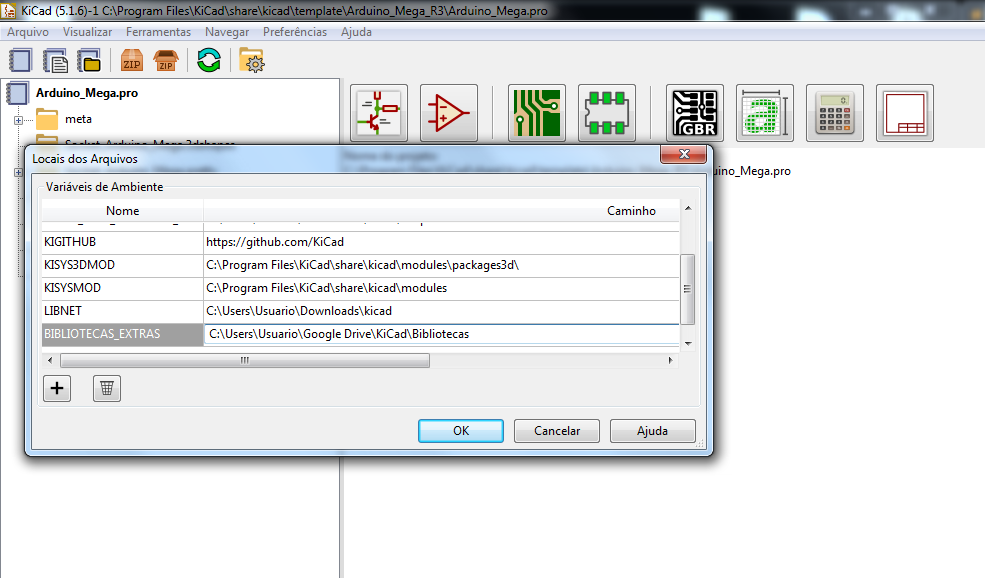 KiCad (5.1.6)-1 C:\Program Files\KiCad\share\kicad\template\Arduino_Mega_R3\Arduino_Mega.pro
Arquivo Visualizar Ferramentas Navegar Preferências Ajuda
ZIP ZIP
Arduino_Mega.pro
meta
GBR a 0.
Locais dos Arquivos
uino_Mega.pro
Variáveis de Ambiente
Nome Caminho
KIGITHUB https://github.com/KiCad
KISYS3DMOD C:\Program Files\KiCad\share\kicad\modules\packages3d\
KISYSMOD C:\Program Files\KiCad\share\kicad\modules
LIBNET C:\Users\Usuario\Downloads\kicad
BIBLIOTECAS_EXTRAS C:\Users\Usuario\Google Drive\KiCad\Bibliotecas
OK Cancelar Ajuda